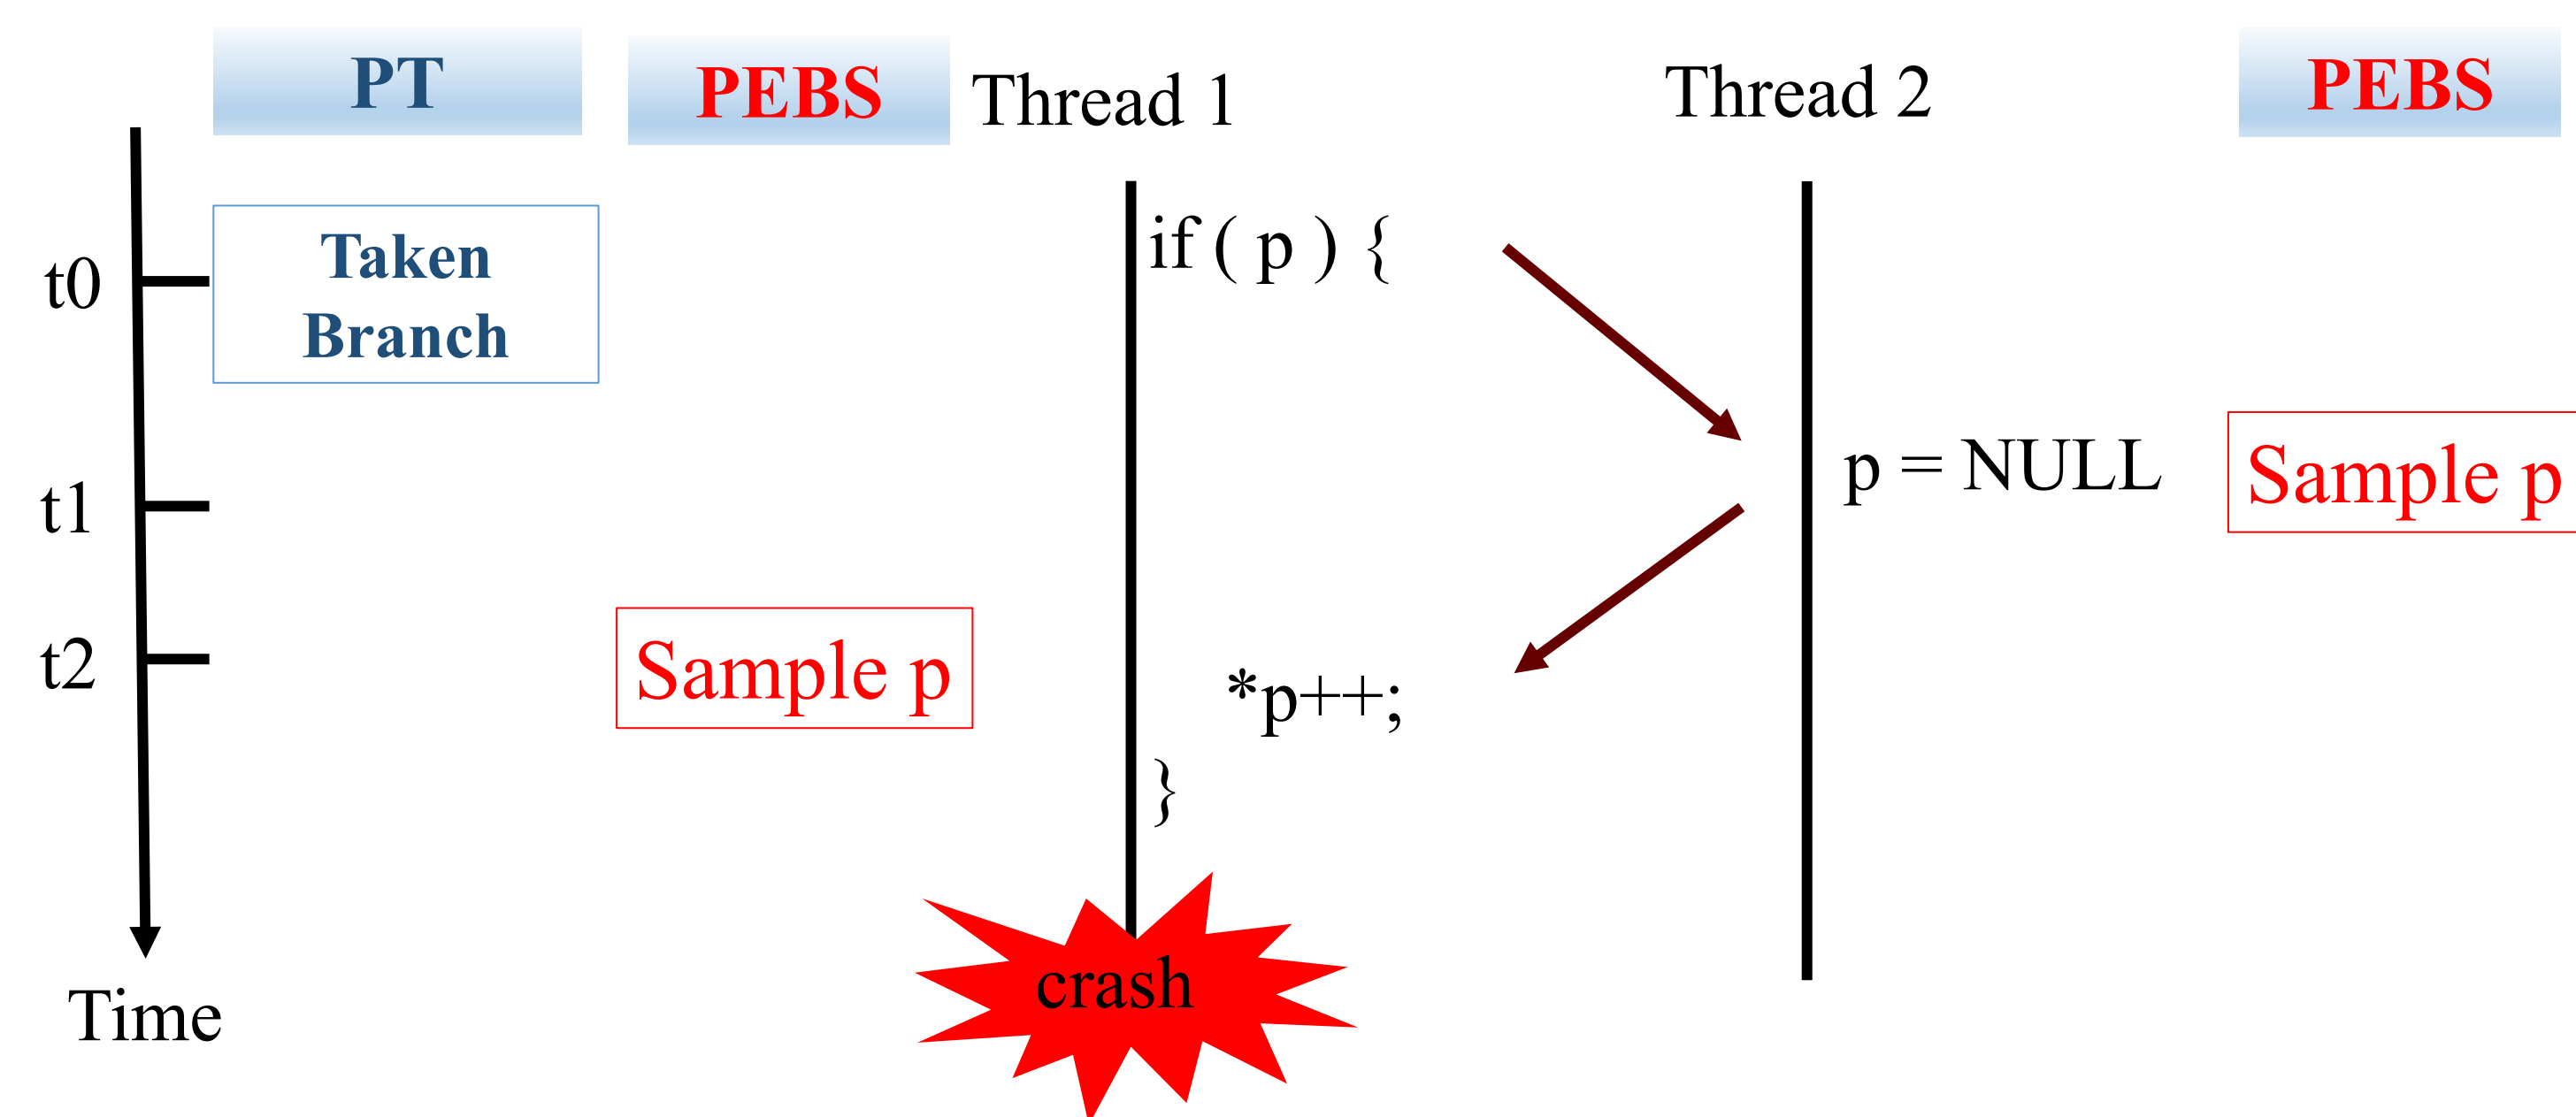 PT
PEBS
Thread 1
Thread 2
PEBS
t0
Taken
Branch
if ( p ) {
t1
p = NULL
Sample p
t2
Sample p
*p++;
}
crash
Time